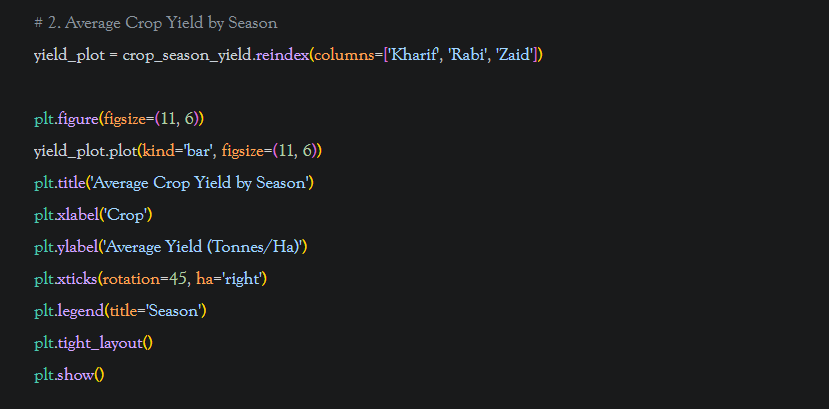 # 2. Average Crop Yield by Season
yield_plot = crop_season_yield.reindex(columns=['Kharif', 'Rabi', 'Zaid'])
plt.figure(figsize=(11, 6))
yield_plot.plot(kind='bar', figsize=(11, 6))
plt.title('Average Crop Yield by Season')
plt.xlabel('Crop')
plt.ylabel('Average Yield (Tonnes/Ha)')
plt.xticks(rotation=45, ha='right')
plt.legend(title='Season')
plt.tight_layout()
plt.show()